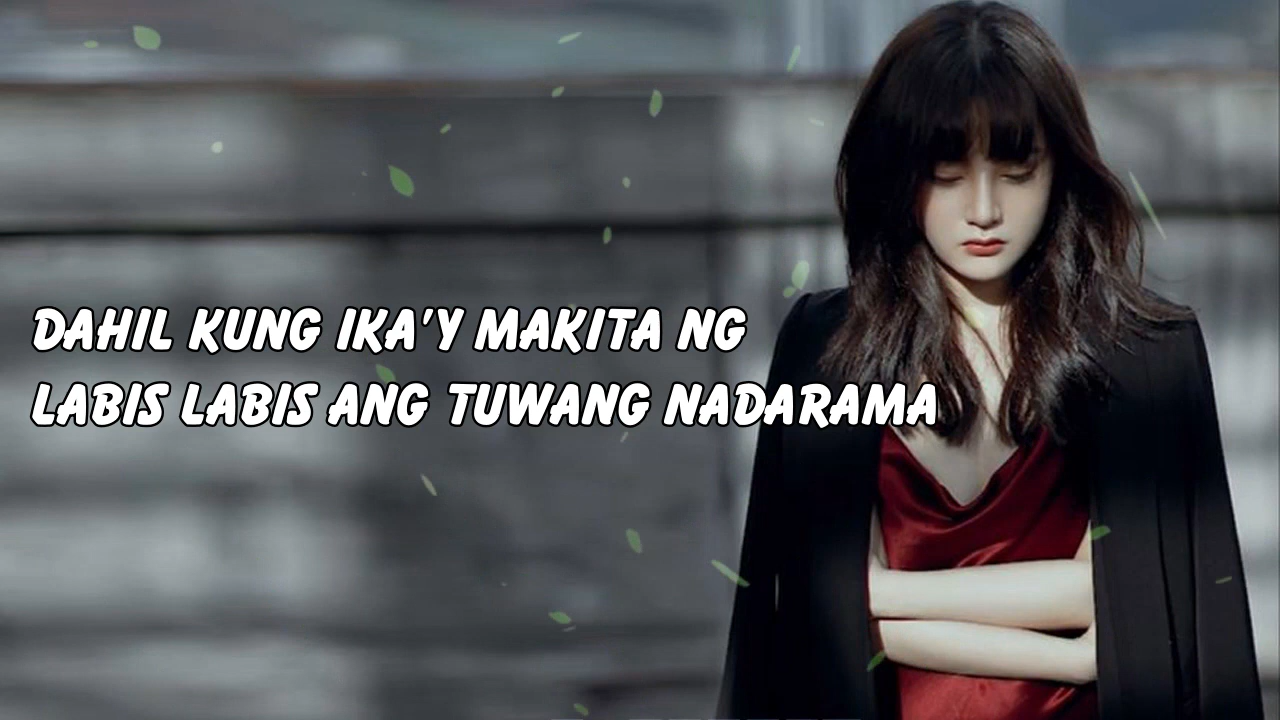 DAHIL KUNG IKA'Y MAKITA NG
LABIS LABIS ANG TUWANG NADARAMA